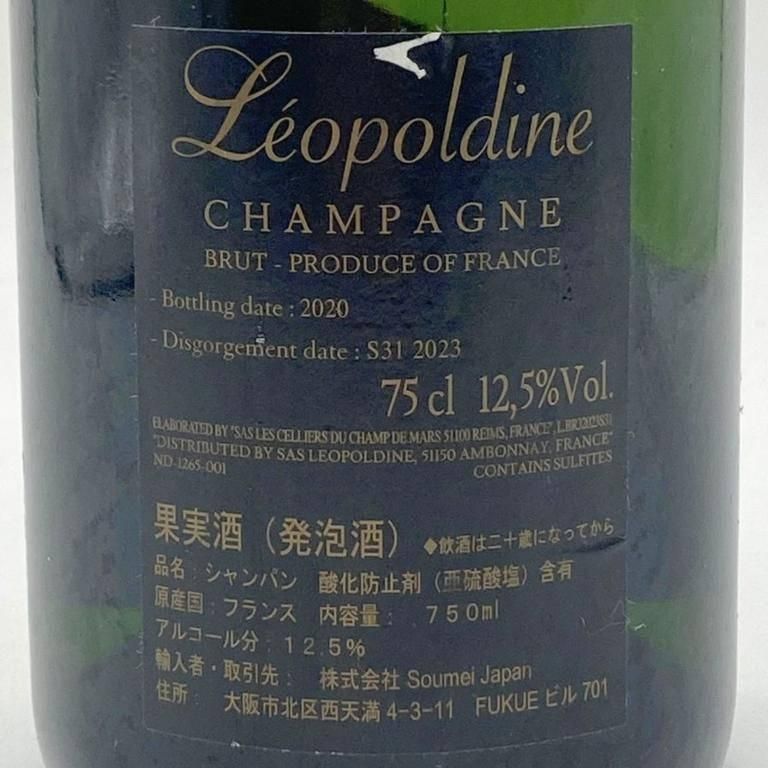 Léopoldine
CHAMPAGNE
BRUT - PRODUCE OF FRANCE
- Bottling date : 2020
- Disgorgement date : S31 2023
75 cl 12,5%Vol.
ELABORATED BY "SAS LES CELLIERS DU CHAMP DE MARS 51100 REIMS, FRANCE", L.BR32023S31
"DISTRIBUTED BY SAS LEOPOLDINE, 51150 AMBONNAY, FRANCE"
ND-1265-001 CONTAINS SULFITES
果実酒（発泡酒） ◆飲酒は二十歳になってから
品名：シャンパン 酸化防止剤（亜硫酸塩）含有
原産国：フランス 内容量：７５０ml
アルコール分：１２.５%
輸入者・取引先： 株式会社 Soumei Japan
住所： 大阪市北区西天満 4-3-11 FUKUE ビル 701